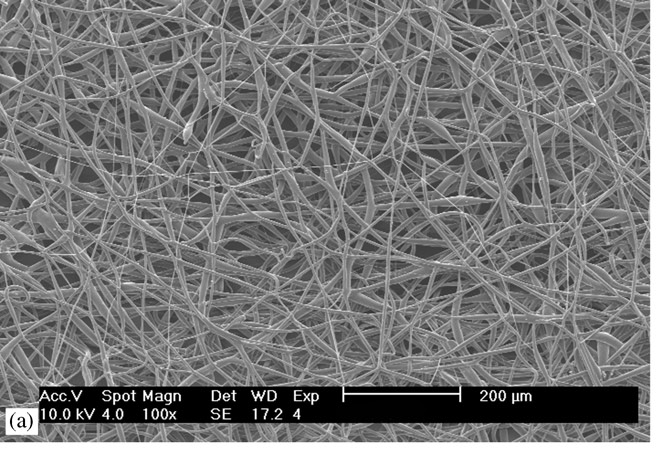 Acc.V Spot Magn Det WD Exp 200 µm
10.0 kV 4.0 100x SE 17.2 4
(a)